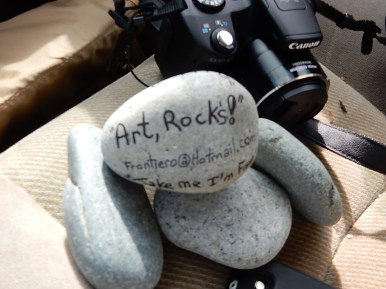 Canon
"Art, Rocks!"
Frontiero@Hotmail.com
Take me I'm